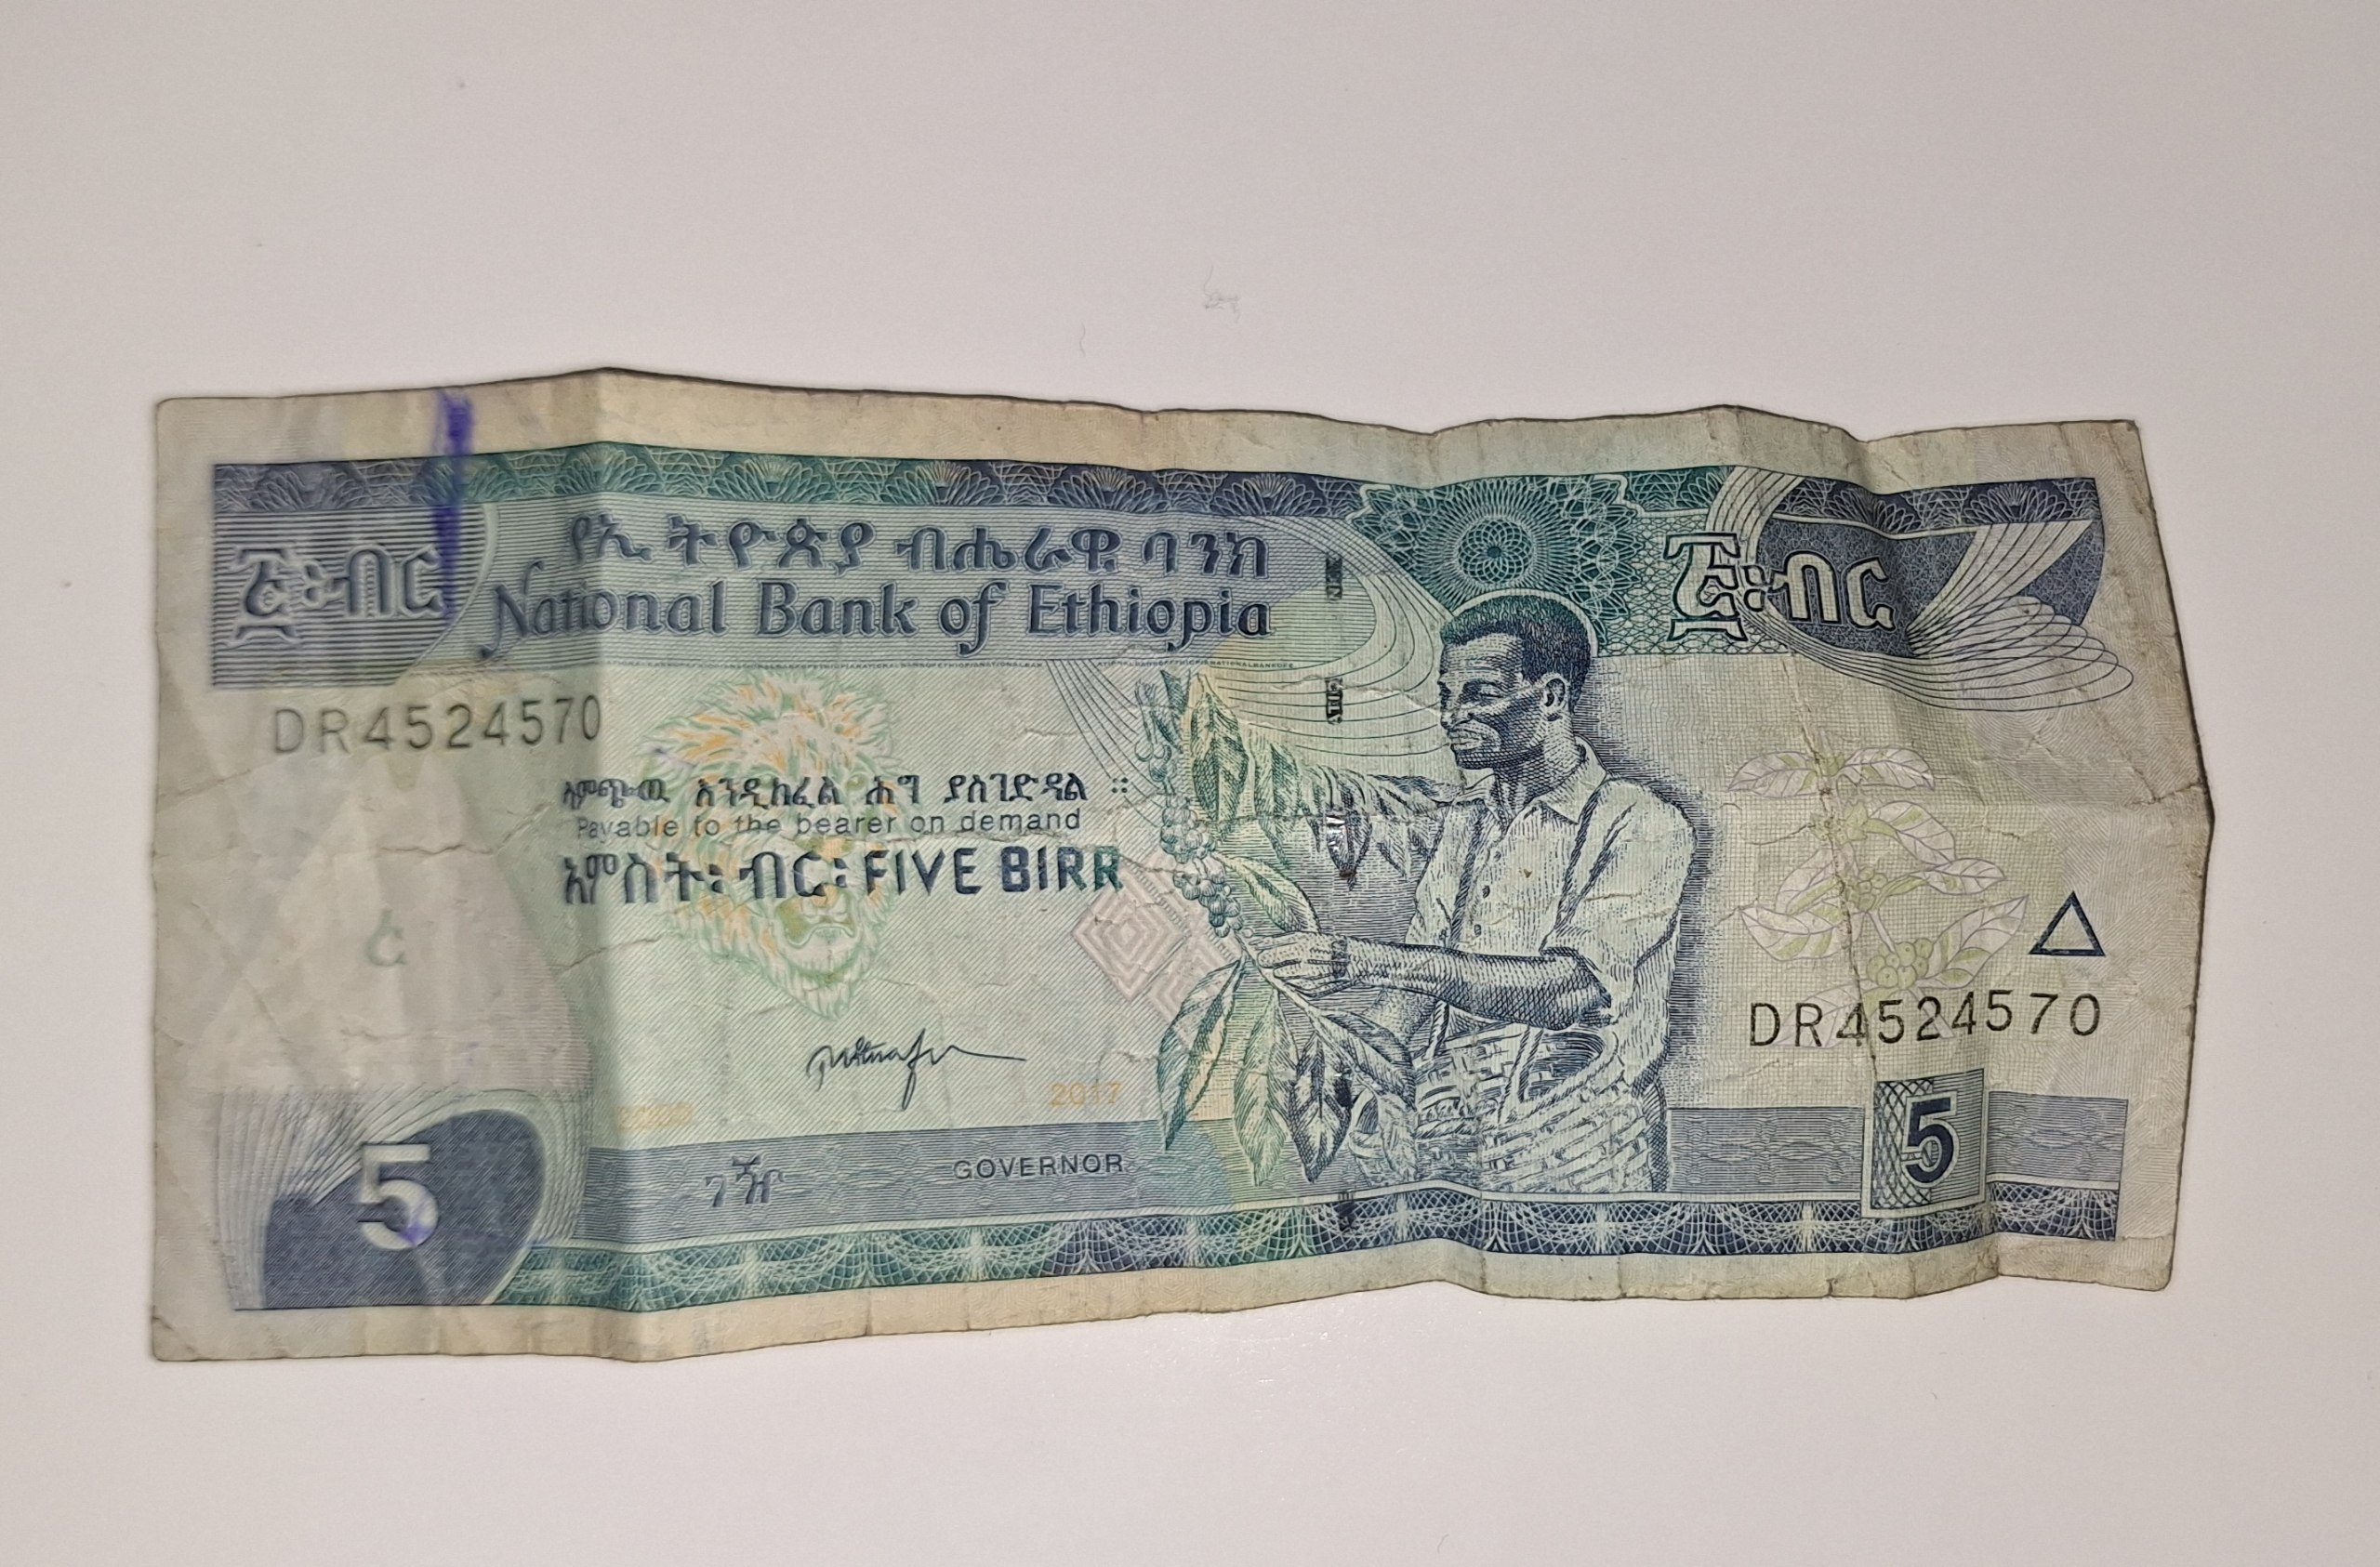 ፭፡ብር
የኢትዮጵያ ብሔራዊ ባንክ
National Bank of Ethiopia
፭፡ብር
DR4524570
ላምጭው እንዲከፈል ሕግ ያስገድዳል ።
Payable to the bearer on demand
አምስት፡ ብር፡ FIVE BIRR
DR4524570
2017
5
ገዥ
GOVERNOR
5